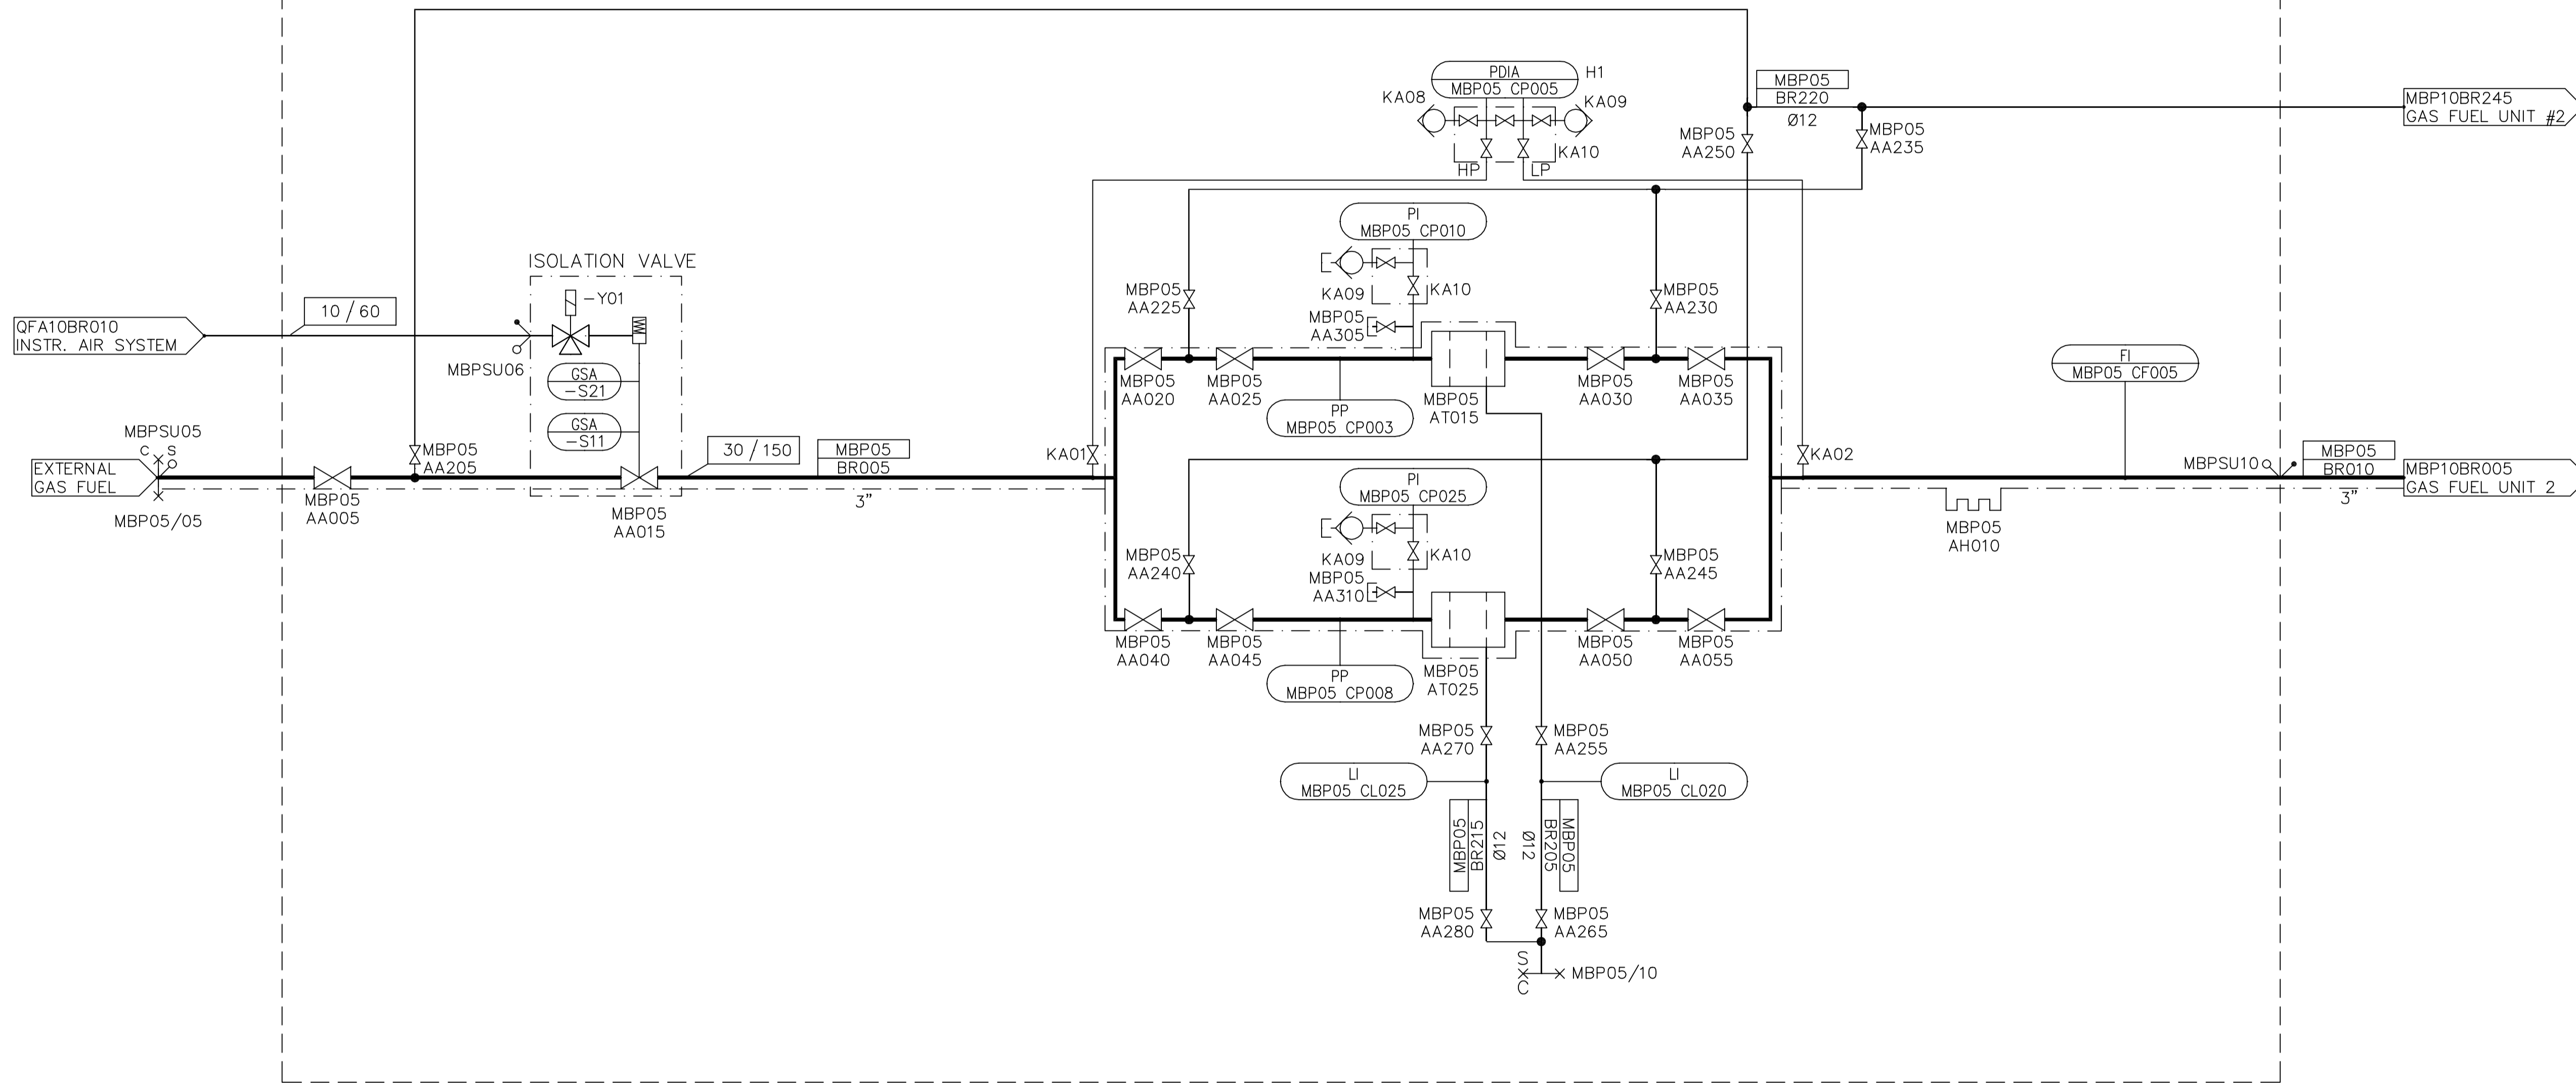 PDIA
MBP05 CP005
H1
KA08
KA09
KA10
HP
LP
MBP05
BR220
Ø12
MBP05
AA250
MBP05
AA235
MBP10BR245
GAS FUEL UNIT #2
PI
MBP05 CP010
KA09
KA10
MBP05
AA305
MBP05
AA225
MBP05
AA230
ISOLATION VALVE
-Y01
10 / 60
QFA10BR010
INSTR. AIR SYSTEM
MBPSU06
GSA
-S21
GSA
-S11
MBP05
AA020
MBP05
AA025
PP
MBP05 CP003
MBP05
AT015
MBP05
AA030
MBP05
AA035
FI
MBP05 CF005
MBPSU05
C
S
EXTERNAL
GAS FUEL
MBP05/05
MBP05
AA005
MBP05
AA205
MBP05
AA015
30 / 150
MBP05
BR005
3"
KA01
KA02
MBPSU10
MBP05
BR010
3"
MBP10BR005
GAS FUEL UNIT 2
MBP05
AH010
PI
MBP05 CP025
KA09
KA10
MBP05
AA310
MBP05
AA240
MBP05
AA245
MBP05
AA040
MBP05
AA045
PP
MBP05 CP008
MBP05
AT025
MBP05
AA050
MBP05
AA055
MBP05
AA270
MBP05
AA255
LI
MBP05 CL025
LI
MBP05 CL020
MBP05
BR215
Ø12
Ø12
BR205
MBP05
MBP05
AA280
MBP05
AA265
S
C
MBP05/10